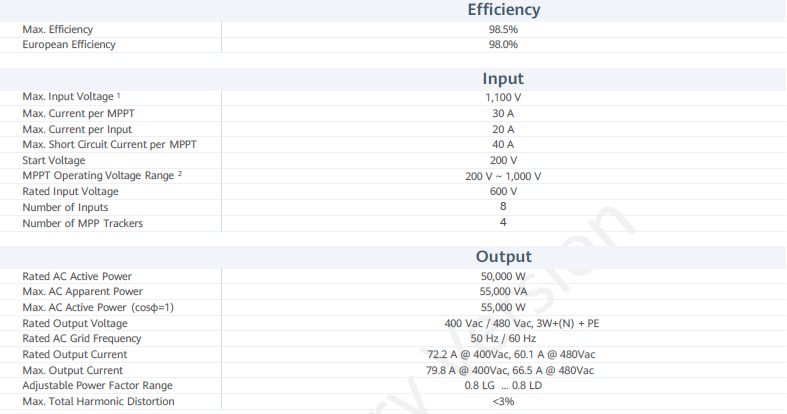 Efficiency
Max. Efficiency 98.5%
European Efficiency 98.0%
Input
Max. Input Voltage ¹ 1,100 V
Max. Current per MPPT 30 A
Max. Current per Input 20 A
Max. Short Circuit Current per MPPT 40 A
Start Voltage 200 V
MPPT Operating Voltage Range ² 200 V ~ 1,000 V
Rated Input Voltage 600 V
Number of Inputs 8
Number of MPP Trackers 4
Output
Rated AC Active Power 50,000 W
Max. AC Apparent Power 55,000 VA
Max. AC Active Power (cosϕ=1) 55,000 W
Rated Output Voltage 400 Vac / 480 Vac, 3W+(N) + PE
Rated AC Grid Frequency 50 Hz / 60 Hz
Rated Output Current 72.2 A @ 400Vac, 60.1 A @ 480Vac
Max. Output Current 79.8 A @ 400Vac, 66.5 A @ 480Vac
Adjustable Power Factor Range 0.8 LG ... 0.8 LD
Max. Total Harmonic Distortion <3%
ry Version